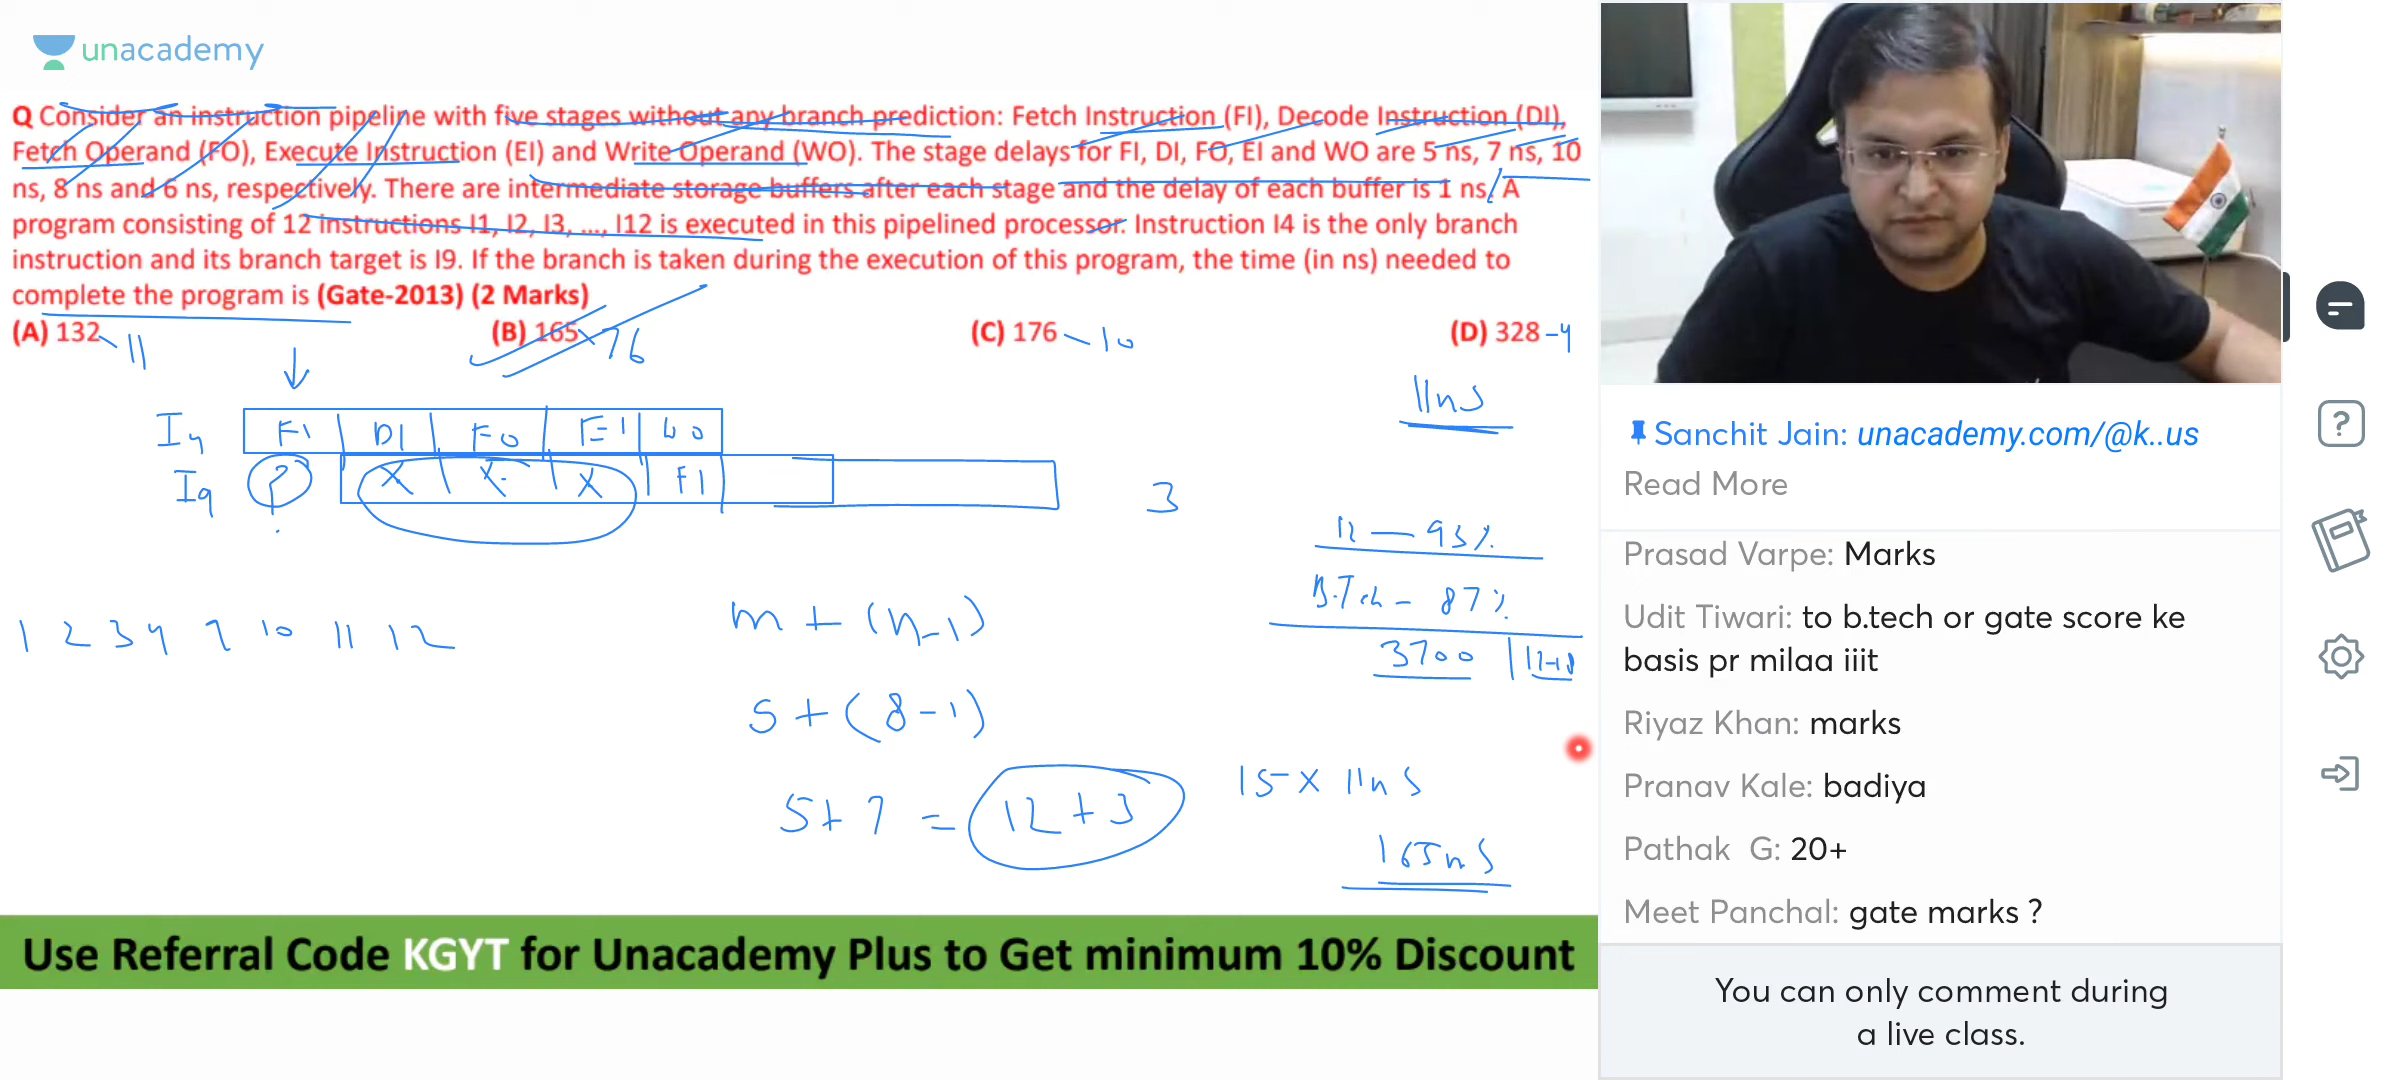 unacademy
Q Consider an instruction pipeline with five stages without any branch prediction: Fetch Instruction (FI), Decode Instruction (DI),
Fetch Operand (FO), Execute Instruction (EI) and Write Operand (WO). The stage delays for FI, DI, FO, EI and WO are 5 ns, 7 ns, 10
ns, 8 ns and 6 ns, respectively. There are intermediate storage buffers after each stage and the delay of each buffer is 1 ns. A
program consisting of 12 instructions I1, I2, I3, ..., I12 is executed in this pipelined processor. Instruction I4 is the only branch
instruction and its branch target is I9. If the branch is taken during the execution of this program, the time (in ns) needed to
complete the program is (Gate-2013) (2 Marks)
(A) 132 11 (B) 165 76 (C) 176 - 10 (D) 328 - 4
11ns
I4 FI DI FO EI WO
I9 ? X X X FI
3
12 — 93%
B.Tech - 87%
3700
1 2 3 4 9 10 11 12
m + (n-1)
5 + (8-1)
5 + 7 = 12 + 3
15 x 11ns
165ns
Use Referral Code KGYT for Unacademy Plus to Get minimum 10% Discount
Sanchit Jain: unacademy.com/@k..us
Read More
Prasad Varpe: Marks
Udit Tiwari: to b.tech or gate score ke
basis pr milaa iiit
Riyaz Khan: marks
Pranav Kale: badiya
Pathak G: 20+
Meet Panchal: gate marks ?
You can only comment during
a live class.